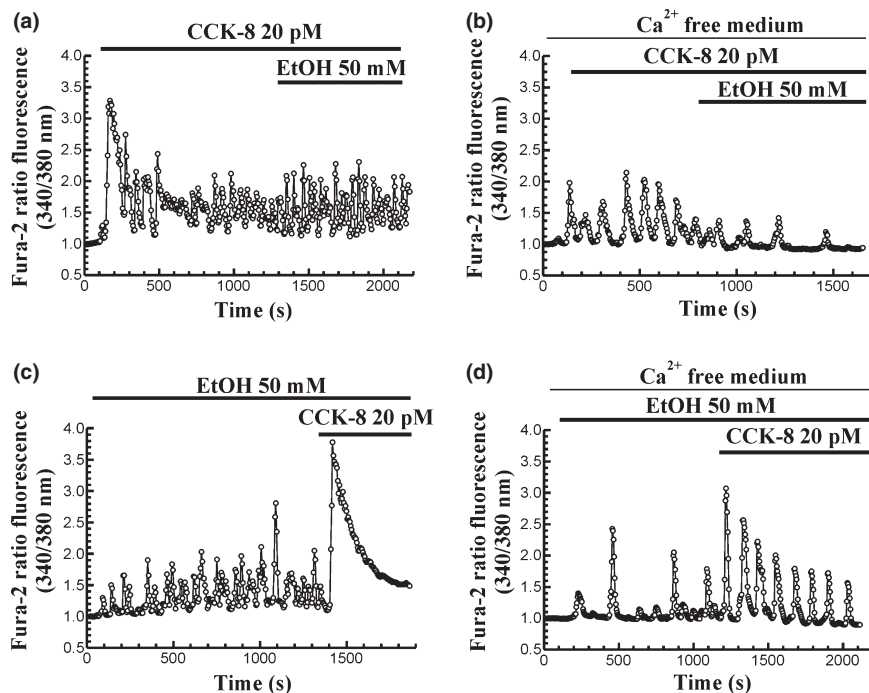 (a)
CCK-8 20 pM
EtOH 50 mM
Fura-2 ratio fluorescence
(340/380 nm)
4.0
3.5
3.0
2.5
2.0
1.5
1.0
0.5
0 500 1000 1500 2000
Time (s)
(b)
Ca²⁺ free medium
CCK-8 20 pM
EtOH 50 mM
Fura-2 ratio fluorescence
(340/380 nm)
4.0
3.5
3.0
2.5
2.0
1.5
1.0
0.5
0 500 1000 1500
Time (s)
(c)
EtOH 50 mM
CCK-8 20 pM
Fura-2 ratio fluorescence
(340/380 nm)
4.0
3.5
3.0
2.5
2.0
1.5
1.0
0.5
0 500 1000 1500
Time (s)
(d)
Ca²⁺ free medium
EtOH 50 mM
CCK-8 20 pM
Fura-2 ratio fluorescence
(340/380 nm)
4.0
3.5
3.0
2.5
2.0
1.5
1.0
0.5
0 500 1000 1500 2000
Time (s)